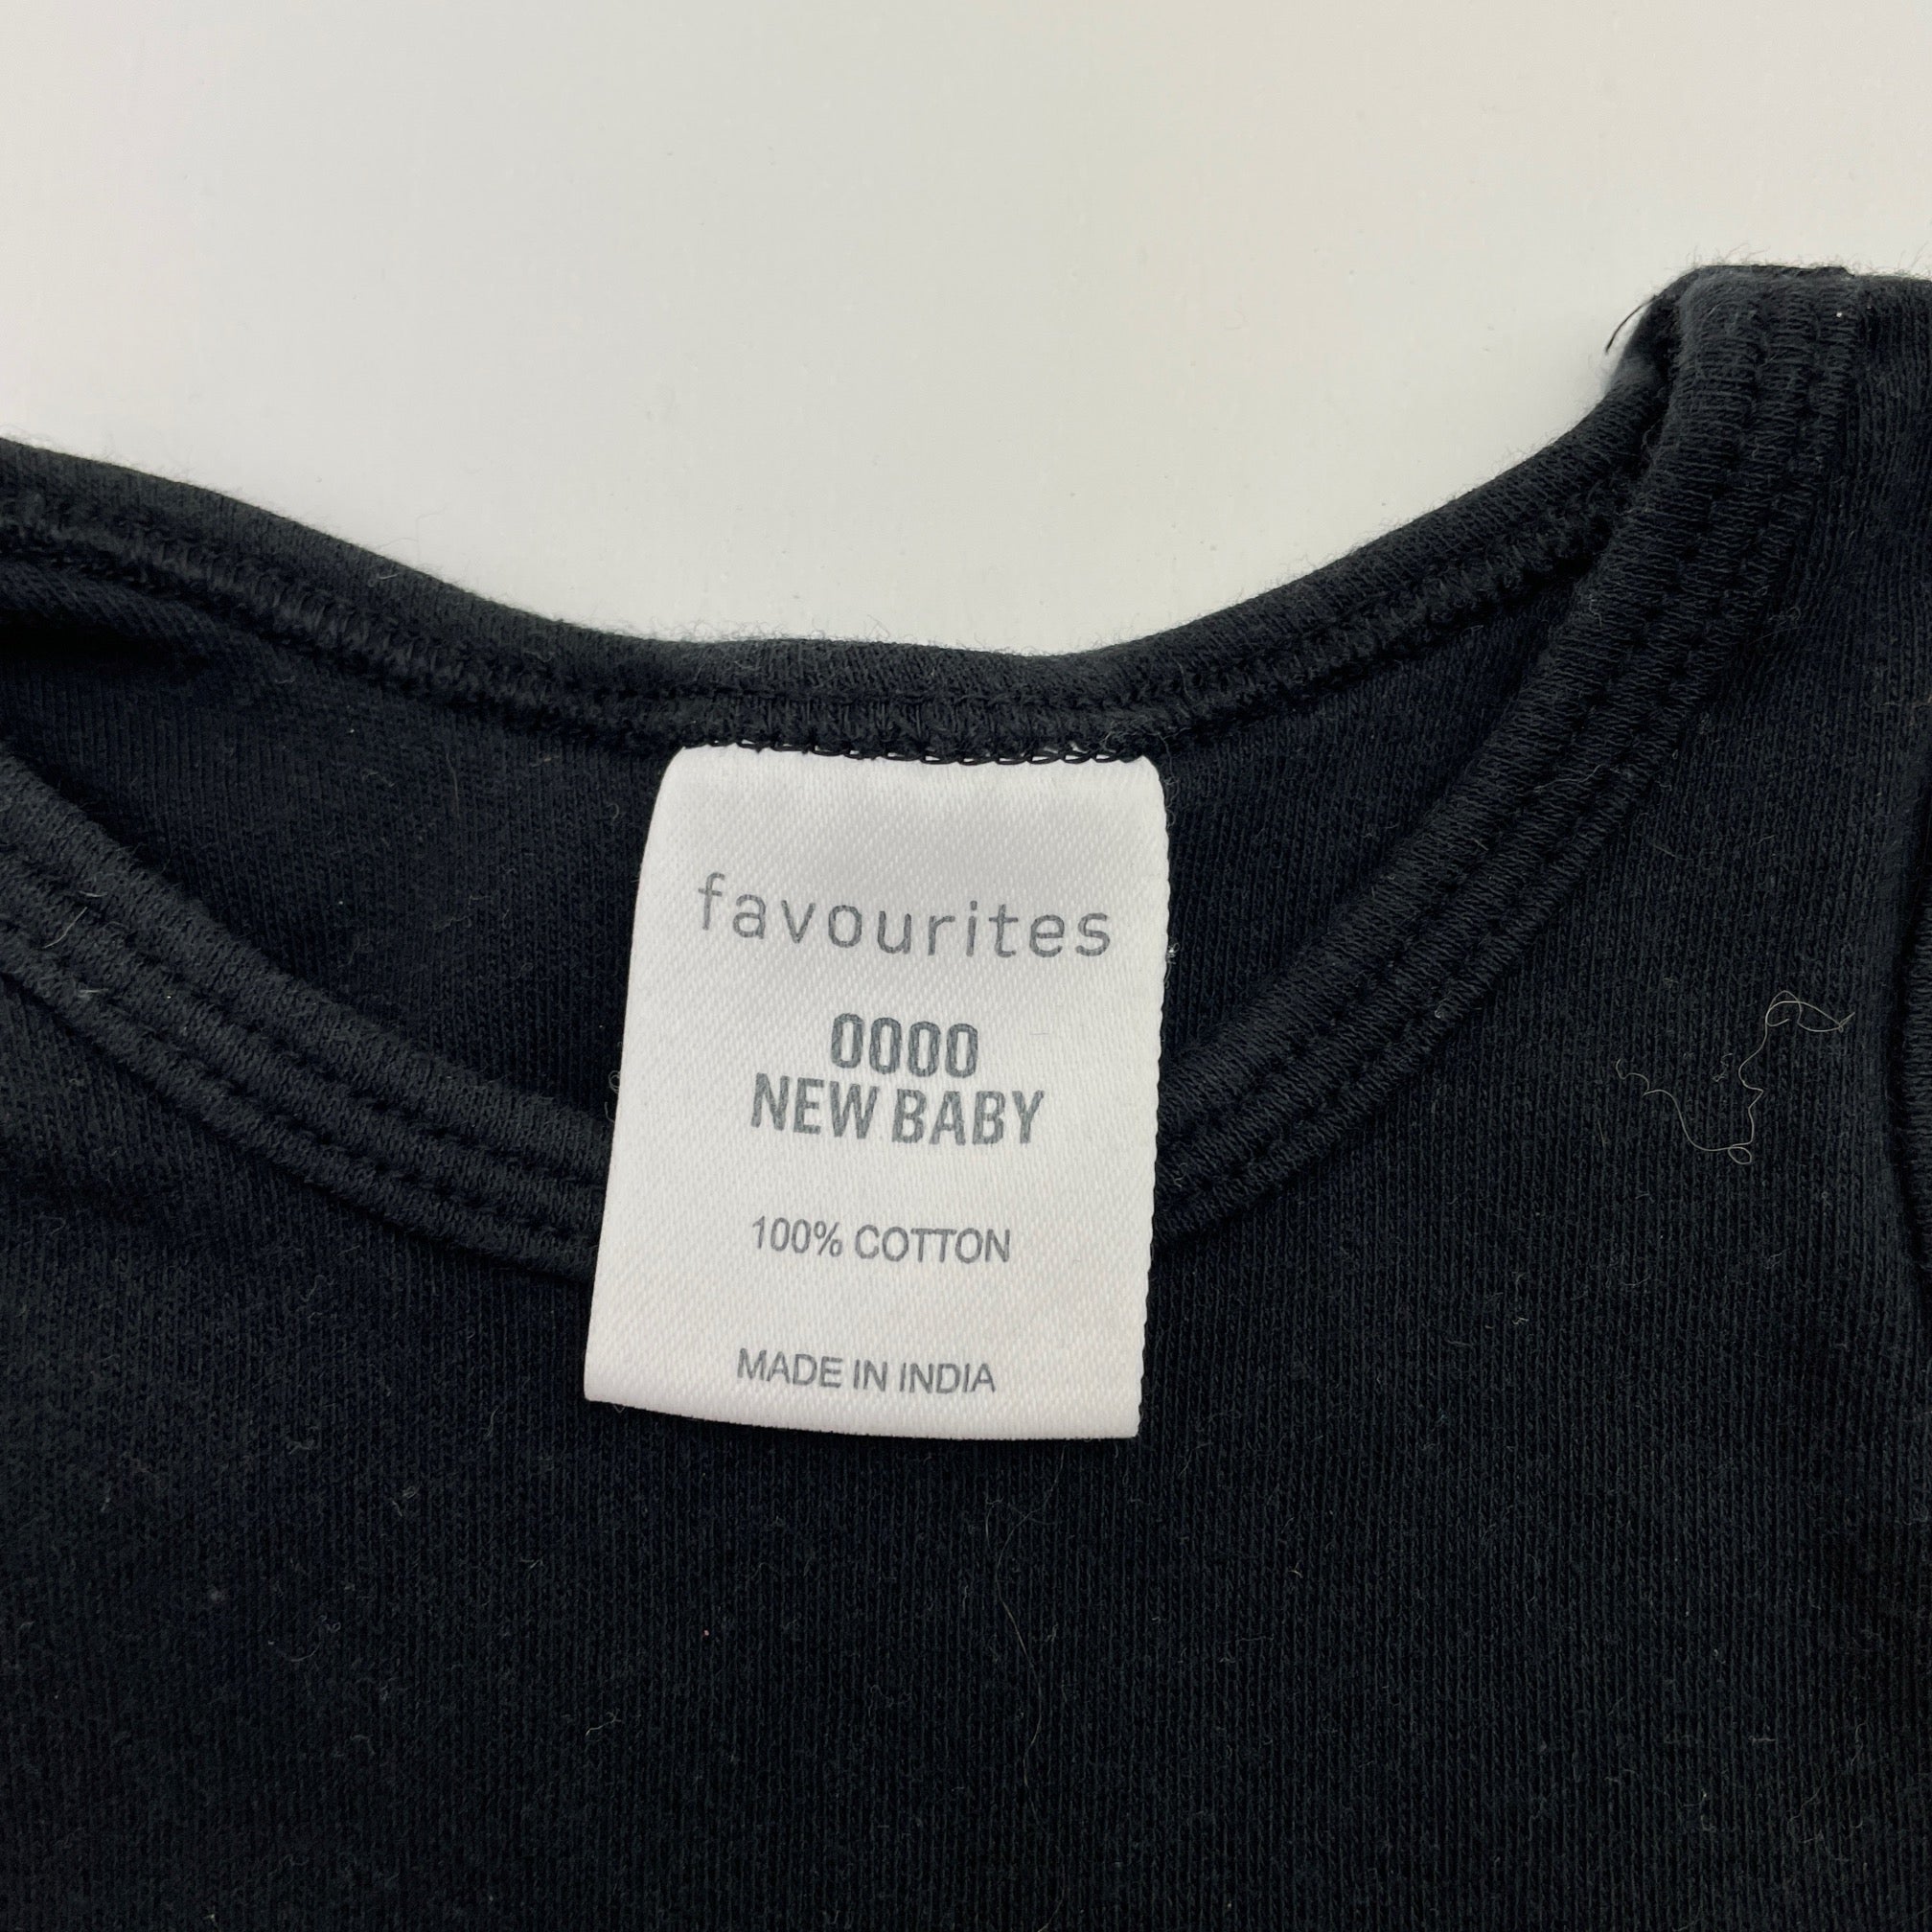 favourites
0000
NEW BABY
100% COTTON
MADE IN INDIA